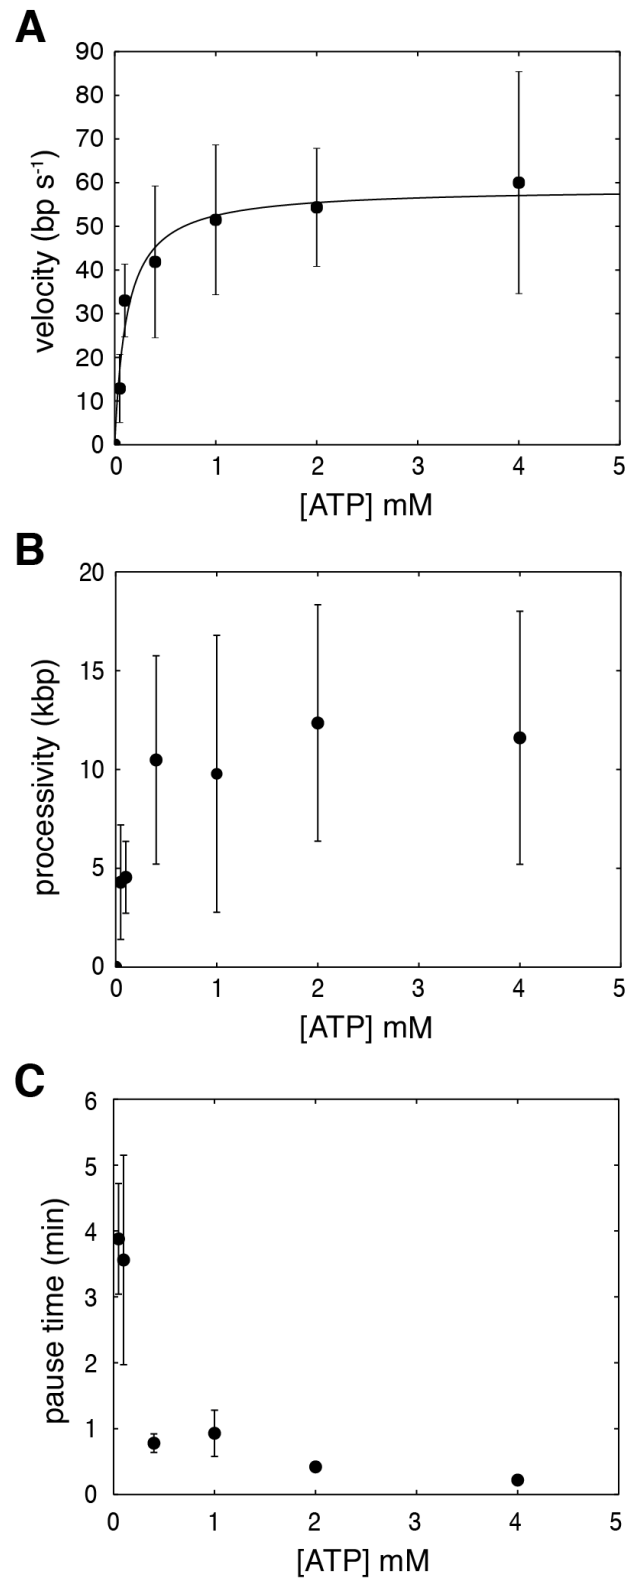 A
90
80
70
60
50
40
30
20
10
0
velocity (bp s⁻¹)
0 1 2 3 4 5
[ATP] mM
B
20
15
10
5
0
processivity (kbp)
0 1 2 3 4 5
[ATP] mM
C
6
5
4
3
2
1
0
pause time (min)
0 1 2 3 4 5
[ATP] mM